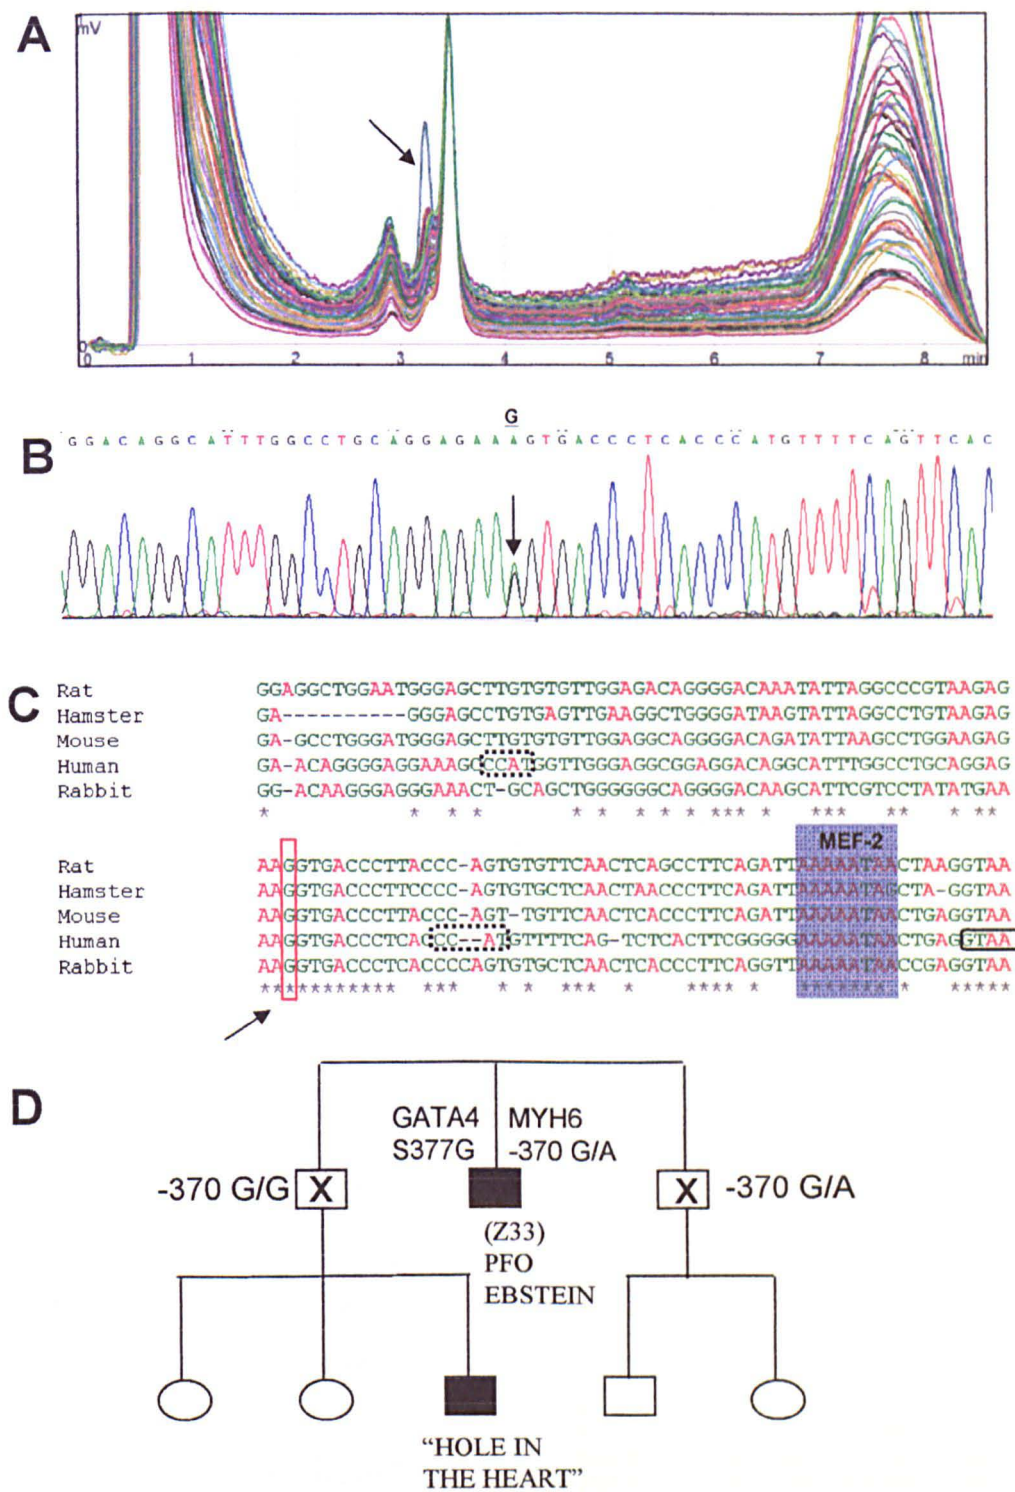 A
mV
0
0 1 2 3 4 5 6 7 8 min
G
B
GGACAGGCATTTGGCCTGCAGGAGAAAGTGACCCTCACCCATGTTTTCAGTTCAC
C
Rat GGAGGCTGGAATGGGAGCTTGTGTGTTGGAGACAGGGGACAAATATTAGGCCCGTAAGAG
Hamster GA----------GGGAGCCTGTGAGTTGAAGGCTGGGGATAAGTATTAGGCCTGTAAGAG
Mouse GA-GCCTGGGATGGGAGCTTGTGTGTTGGAGGCAGGGGACAGATATTAAGCCTGGAAGAG
Human GA-ACAGGGGAGGAAAGCCCATGGTTGGGAGGCGGAGGACAGGCATTTGGCCTGCAGGAG
Rabbit GG-ACAAGGGAGGGAAACT-GCAGCTGGGGGGCAGGGGACAAGCATTCGTCCTATATGAA
* * * * * * * ** * *** ** **
MEF-2
Rat AAGGTGACCCTTACCC-AGTGTGTTCAACTCAGCCTTCAGATTAAAAATAACTAAGGTAA
Hamster AAGGTGACCCTTCCCC-AGTGTGCTCAACTAACCCTTCAGATTAAAAATAGCTA-GGTAA
Mouse AAGGTGACCCTTACCC-AGT-TGTTCAACTCACCCTTCAGATTAAAAATAACTGAGGTAA
Human AAGGTGACCCTCACCC--ATGTTTTCAG-TCTCACTTCGGGGGAAAAATAACTGAGGTAA
Rabbit AAGGTGACCCTCACCCCAGTGTGCTCAACTCACCCTTCAGGTTAAAAATAACCGAGGTAA
*********** *** * * *** * **** * ******* * *****
D
GATA4 MYH6
S377G -370 G/A
-370 G/G X X -370 G/A
(Z33)
PFO
EBSTEIN
"HOLE IN
THE HEART"